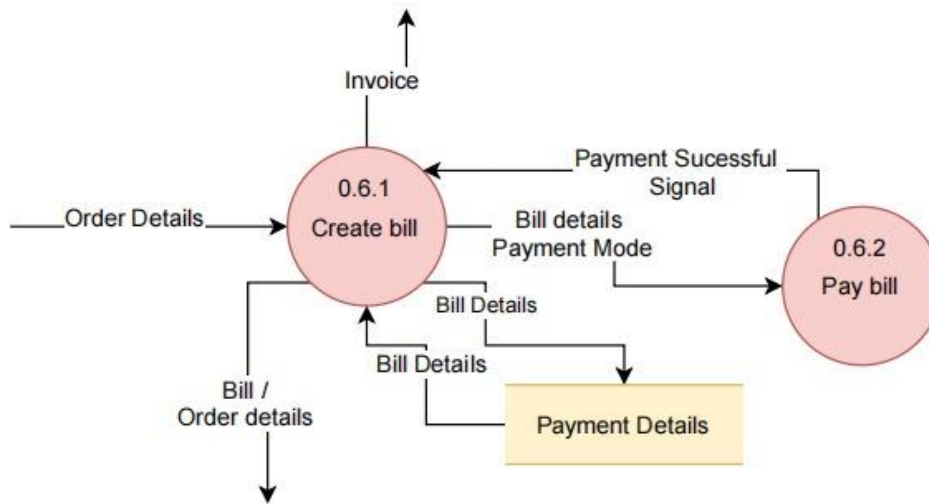 Invoice
Payment Sucessful
Signal
0.6.1
Create bill
Order Details
Bill details
Payment Mode
0.6.2
Pay bill
Bill Details
Bill Details
Bill /
Order details
Payment Details